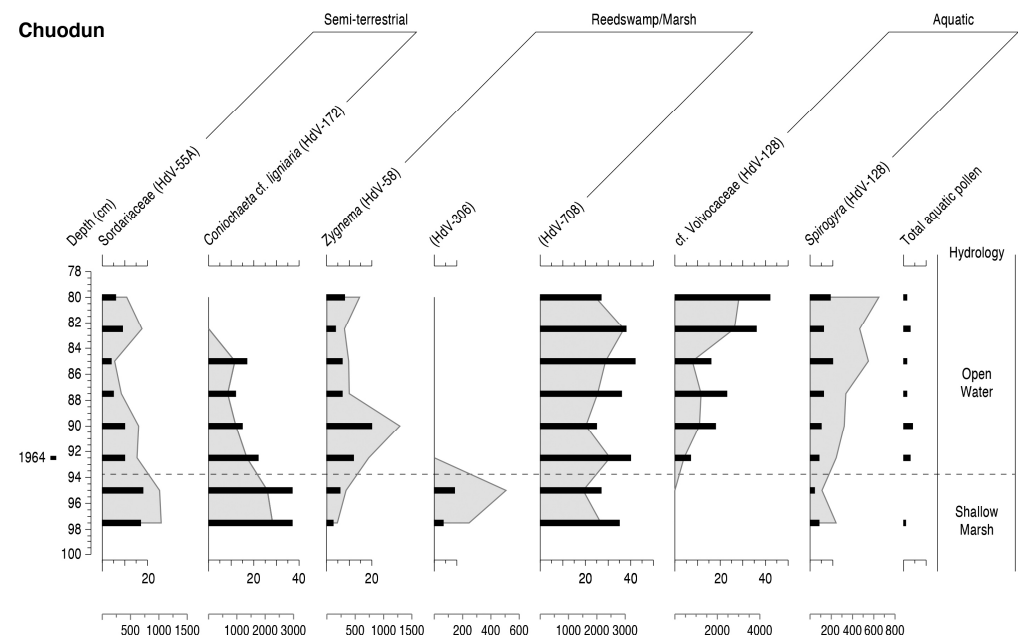 Chuodun
Semi-terrestrial
Reedswamp/Marsh
Aquatic
Depth (cm)
Sordariaceae (HdV-55A)
Coniochaeta cf. ligniaria (HdV-172)
Zygnema (HdV-58)
(HdV-306)
(HdV-708)
cf. Volvocaceae (HdV-128)
Spirogyra (HdV-128)
Total aquatic pollen
Hydrology
78
80
82
84
86
88
90
92
94
96
98
100
1964
Open
Water
Shallow
Marsh
20 20 40 20 20 40 20 40
500 1000 1500 1000 2000 3000 500 1000 1500 200 400 600 1000 2000 3000 2000 4000 200 400 600 800